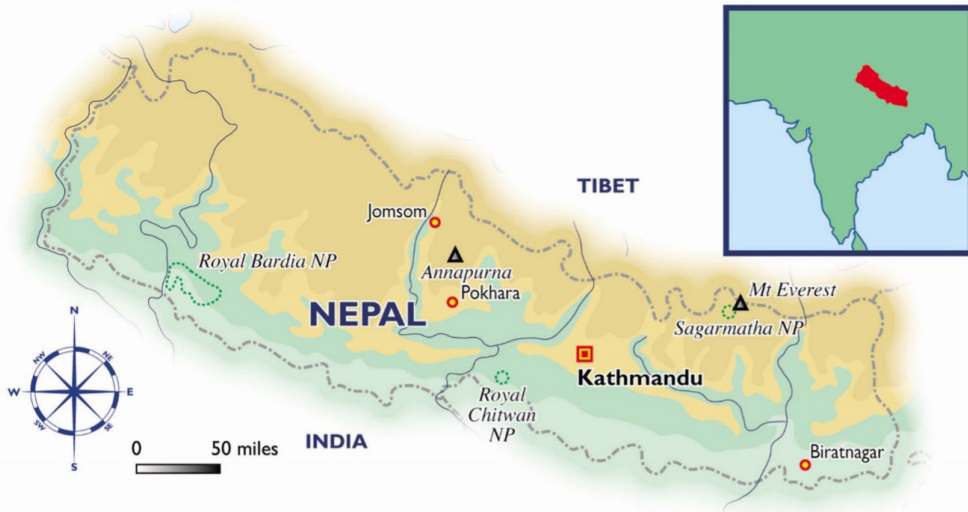 TIBET
Jomsom
Royal Bardia NP
Annapurna
Pokhara
Mt Everest
NEPAL
Sagarmatha NP
Kathmandu
Royal
Chitwan
NP
INDIA
Biratnagar
N
NW
NE
W
E
SW
SE
S
0
50 miles